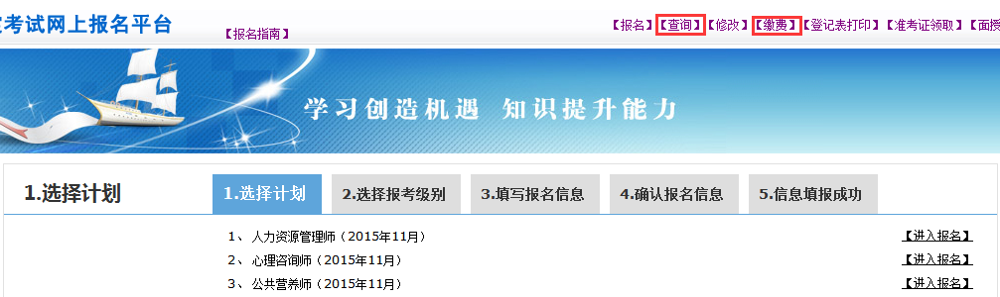 考试网上报名平台
【报名指南】
【报名】【查询】【修改】【缴费】【登记表打印】【准考证领取】【面授
学习创造机遇 知识提升能力
1.选择计划
1.选择计划 2.选择报考级别 3.填写报名信息 4.确认报名信息 5.信息填报成功
1、人力资源管理师（2015年11月） 【进入报名】
2、心理咨询师（2015年11月） 【进入报名】
3、公共营养师（2015年11月） 【进入报名】